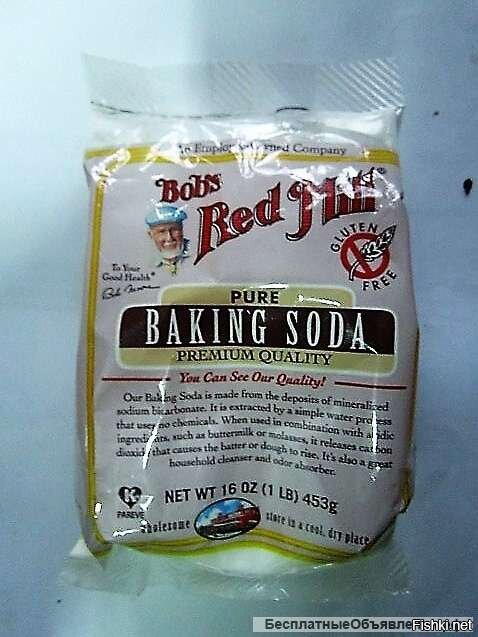 An Employee-Owned Company
Bob's
Red Mill®
GLUTEN
FREE
To Your
Good Health®
Bob Moore
PURE
BAKING SODA
PREMIUM QUALITY
You Can See Our Quality!
Our Baking Soda is made from the deposits of mineralized
sodium bicarbonate. It is extracted by a simple water process
that uses no chemicals. When used in combination with acidic
ingredients, such as buttermilk or molasses, it releases carbon
dioxide that causes the batter or dough to rise. It's also a great
household cleanser and odor absorber.
K
PAREVE
NET WT 16 OZ (1 LB) 453g
wholesome
store in a cool, dry place
БесплатныеОбъявле
Fishki.net